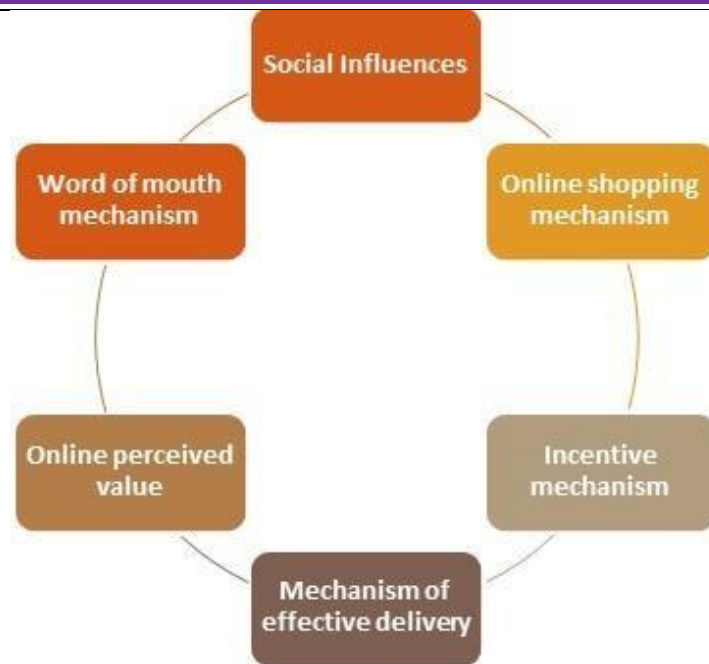 Social Influences
Online shopping
mechanism
Incentive
mechanism
Mechanism of
effective delivery
Online perceived
value
Word of mouth
mechanism